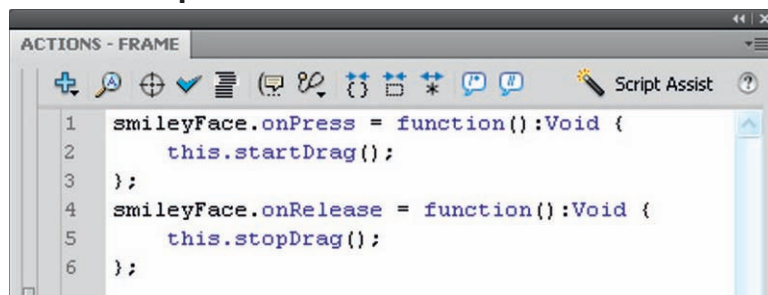 ACTIONS - FRAME
Script Assist
1 smileyFace.onPress = function():Void {
2 this.startDrag();
3 };
4 smileyFace.onRelease = function():Void {
5 this.stopDrag();
6 };